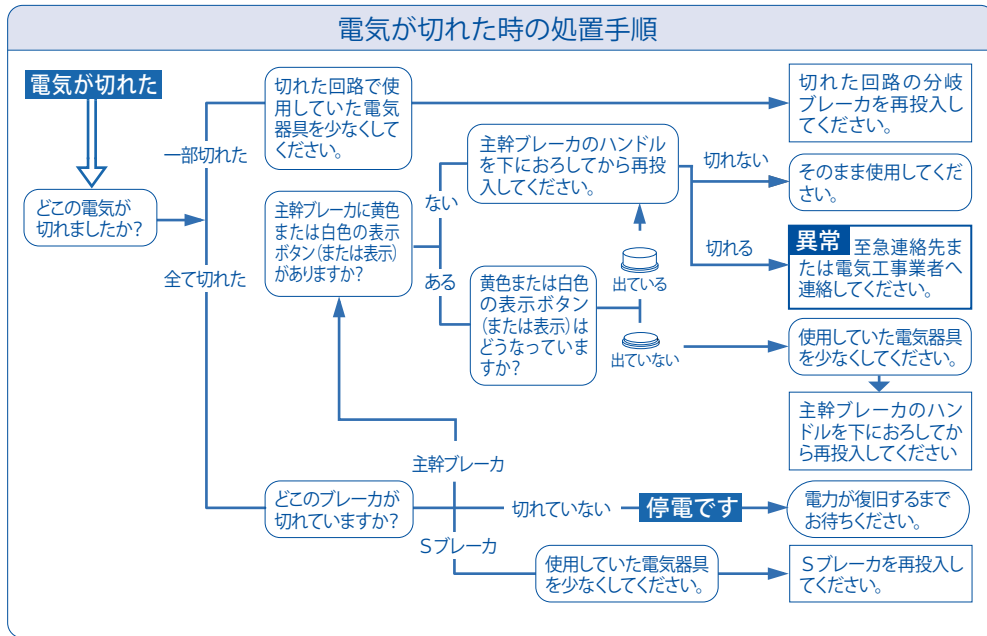 電気が切れた時の処置手順
電気が切れた
どこの電気が
切れましたか？
一部切れた
全て切れた
切れた回路で使
用していた電気
器具を少なくして
ください。
切れた回路の分岐
ブレーカを再投入し
てください。
主幹ブレーカに黄色
または白色の表示
ボタン（または表示）
がありますか？
ない
ある
主幹ブレーカのハンドル
を下におろしてから再投
入してください。
切れない
切れる
そのまま使用してくだ
さい。
異常 至急連絡先ま
たは電気工事業者へ
連絡してください。
黄色または白色
の表示ボタン
（または表示）は
どうなっていま
すか？
出ている
出ていない
使用していた電気器具
を少なくしてください。
主幹ブレーカのハン
ドルを下におろしてか
ら再投入してください
どこのブレーカが
切れていますか？
主幹ブレーカ
切れていない
Ｓブレーカ
停電です
電力が復旧するまで
お待ちください。
使用していた電気器具
を少なくしてください。
Ｓブレーカを再投入し
てください。